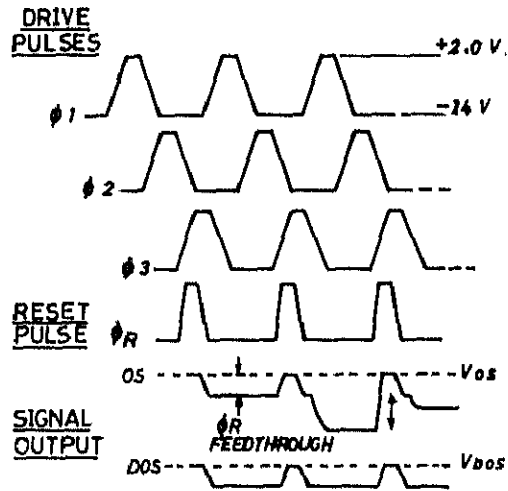 DRIVE
PULSES
+2.0 V.
-14 V
ϕ1
ϕ2
ϕ3
RESET
PULSE
ϕR
OS
VOS
ϕR
FEEDTHROUGH
SIGNAL
OUTPUT
DOS
VDOS